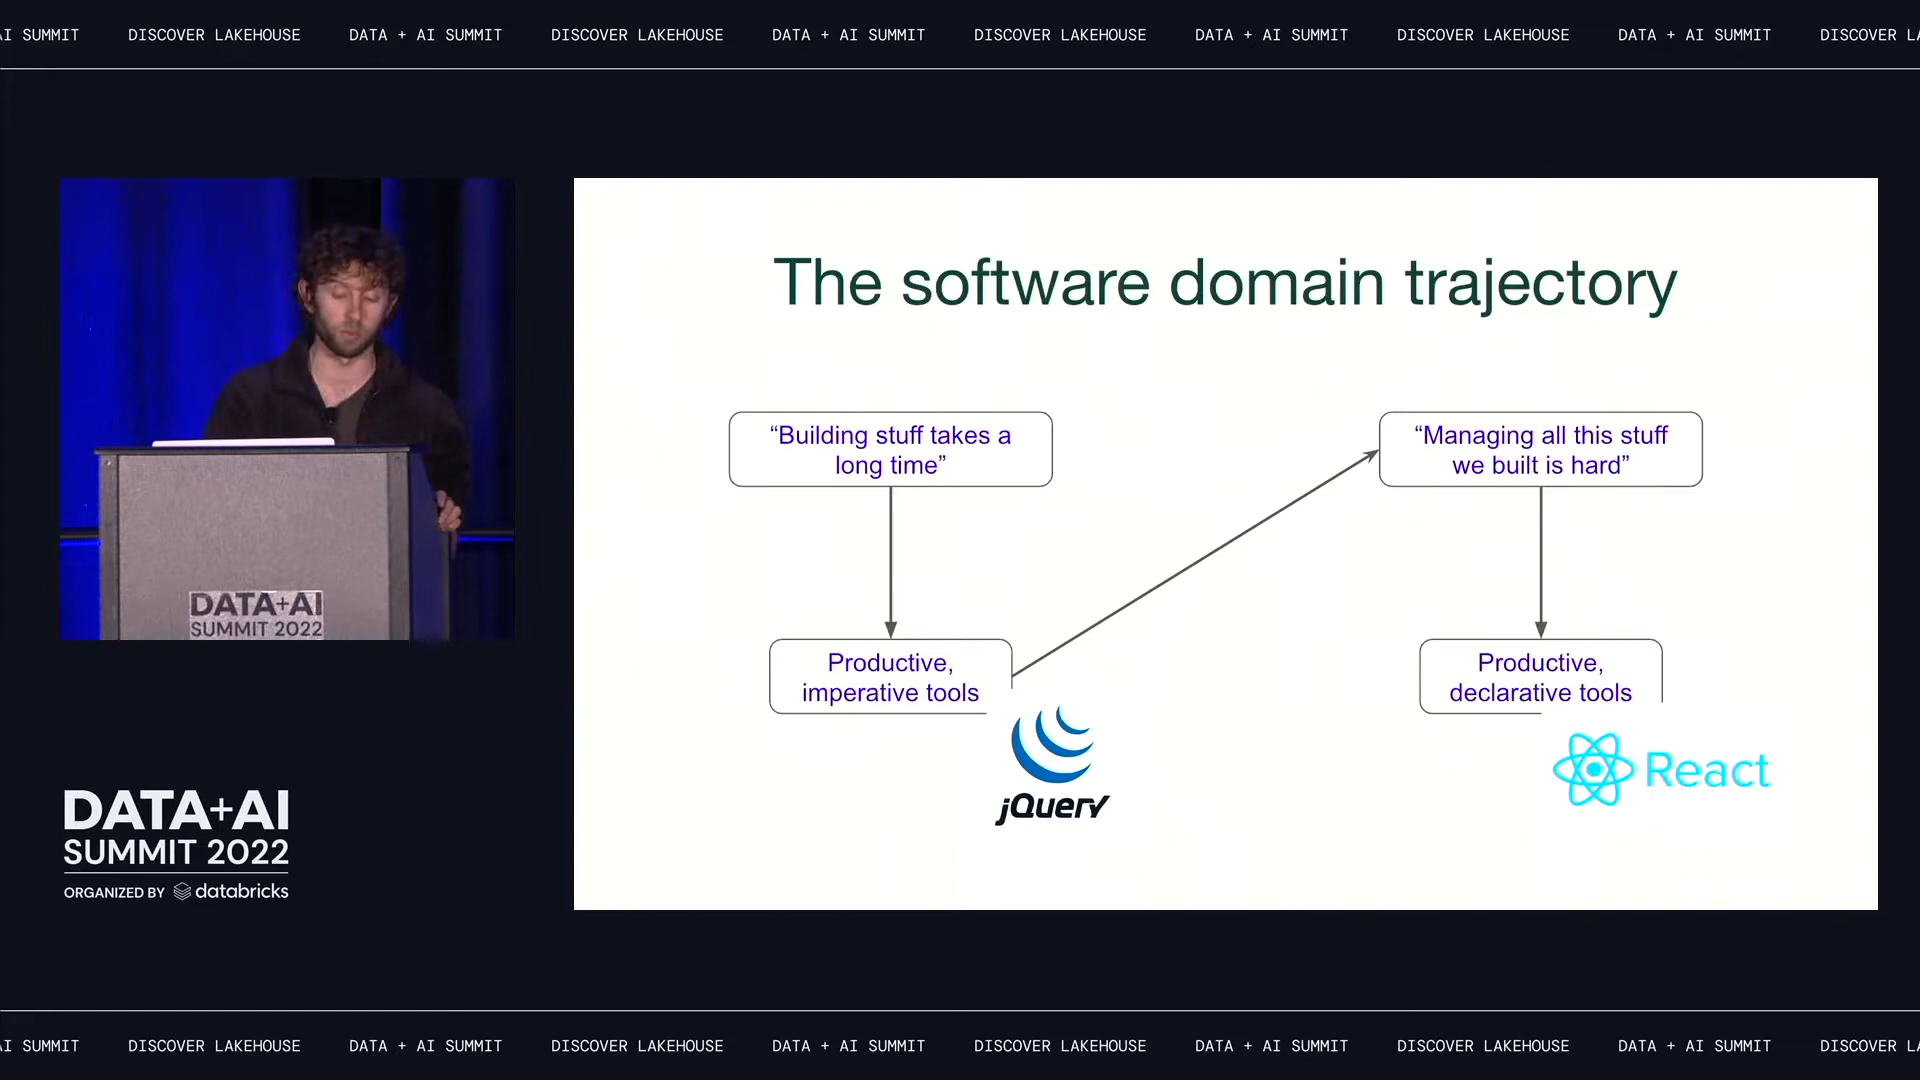 AI SUMMIT DISCOVER LAKEHOUSE DATA + AI SUMMIT DISCOVER LAKEHOUSE DATA + AI SUMMIT DISCOVER LAKEHOUSE DATA + AI SUMMIT DISCOVER LAKEHOUSE DATA + AI SUMMIT DISCOVER LA
The software domain trajectory
“Building stuff takes a
long time”
“Managing all this stuff
we built is hard”
Productive,
imperative tools
Productive,
declarative tools
jQuery
React
DATA+AI
SUMMIT 2022
DATA+AI
SUMMIT 2022
ORGANIZED BY databricks
AI SUMMIT DISCOVER LAKEHOUSE DATA + AI SUMMIT DISCOVER LAKEHOUSE DATA + AI SUMMIT DISCOVER LAKEHOUSE DATA + AI SUMMIT DISCOVER LAKEHOUSE DATA + AI SUMMIT DISCOVER LA